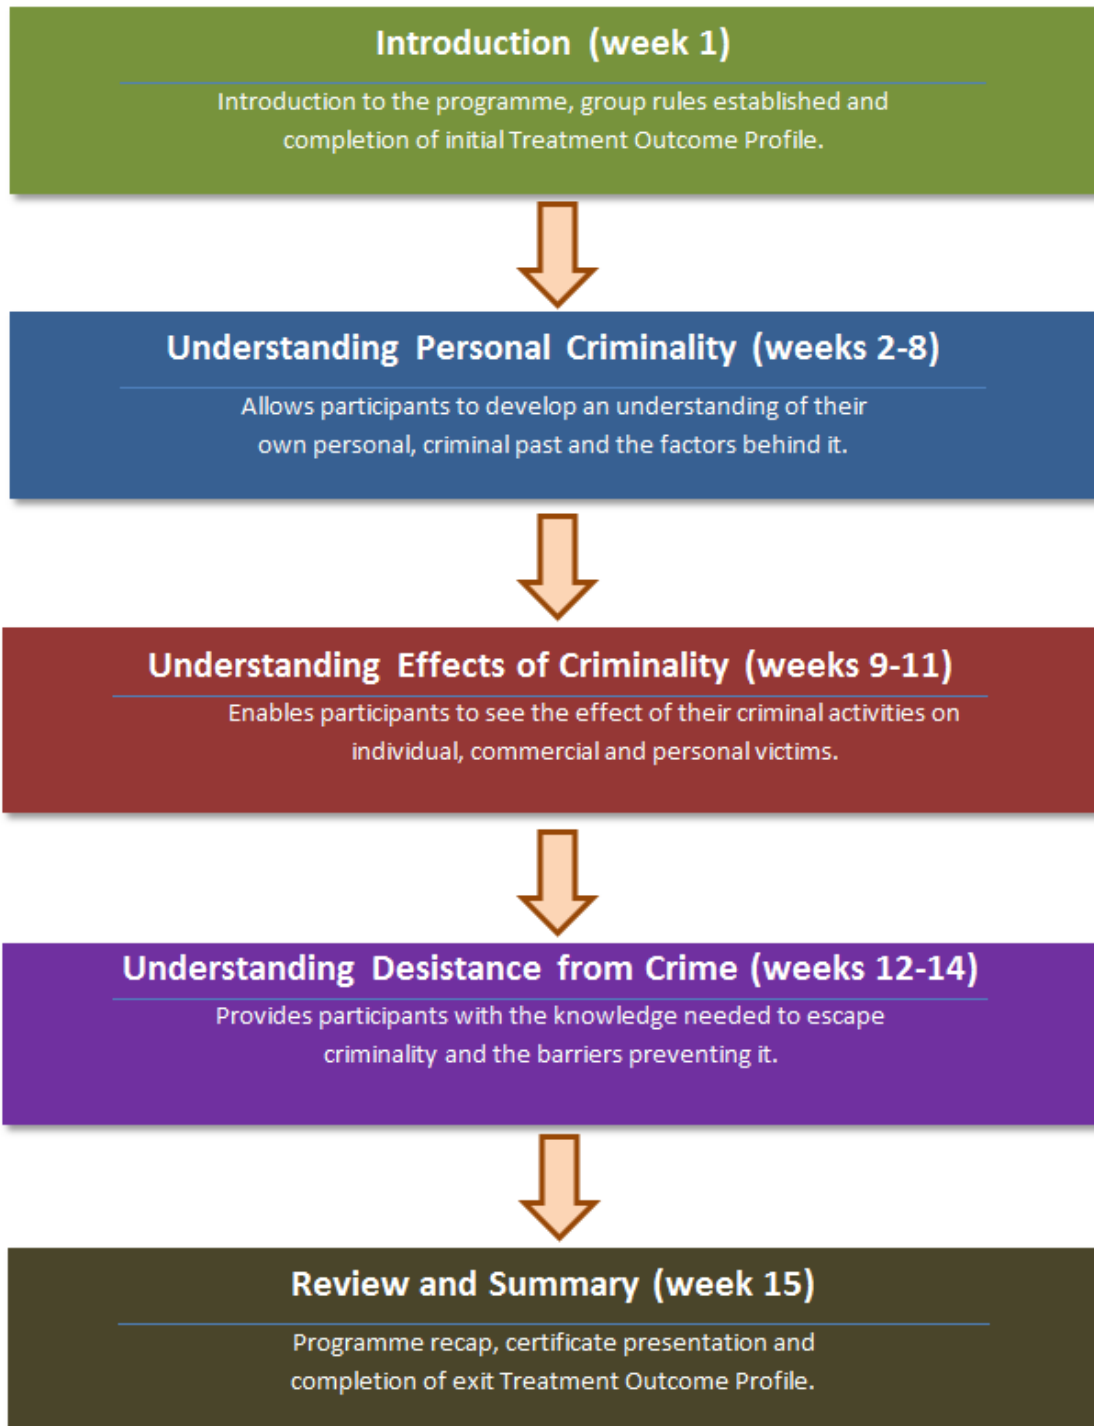 Introduction (week 1)
Introduction to the programme, group rules established and
completion of initial Treatment Outcome Profile.
Understanding Personal Criminality (weeks 2-8)
Allows participants to develop an understanding of their
own personal, criminal past and the factors behind it.
Understanding Effects of Criminality (weeks 9-11)
Enables participants to see the effect of their criminal activities on
individual, commercial and personal victims.
Understanding Desistance from Crime (weeks 12-14)
Provides participants with the knowledge needed to escape
criminality and the barriers preventing it.
Review and Summary (week 15)
Programme recap, certificate presentation and
completion of exit Treatment Outcome Profile.